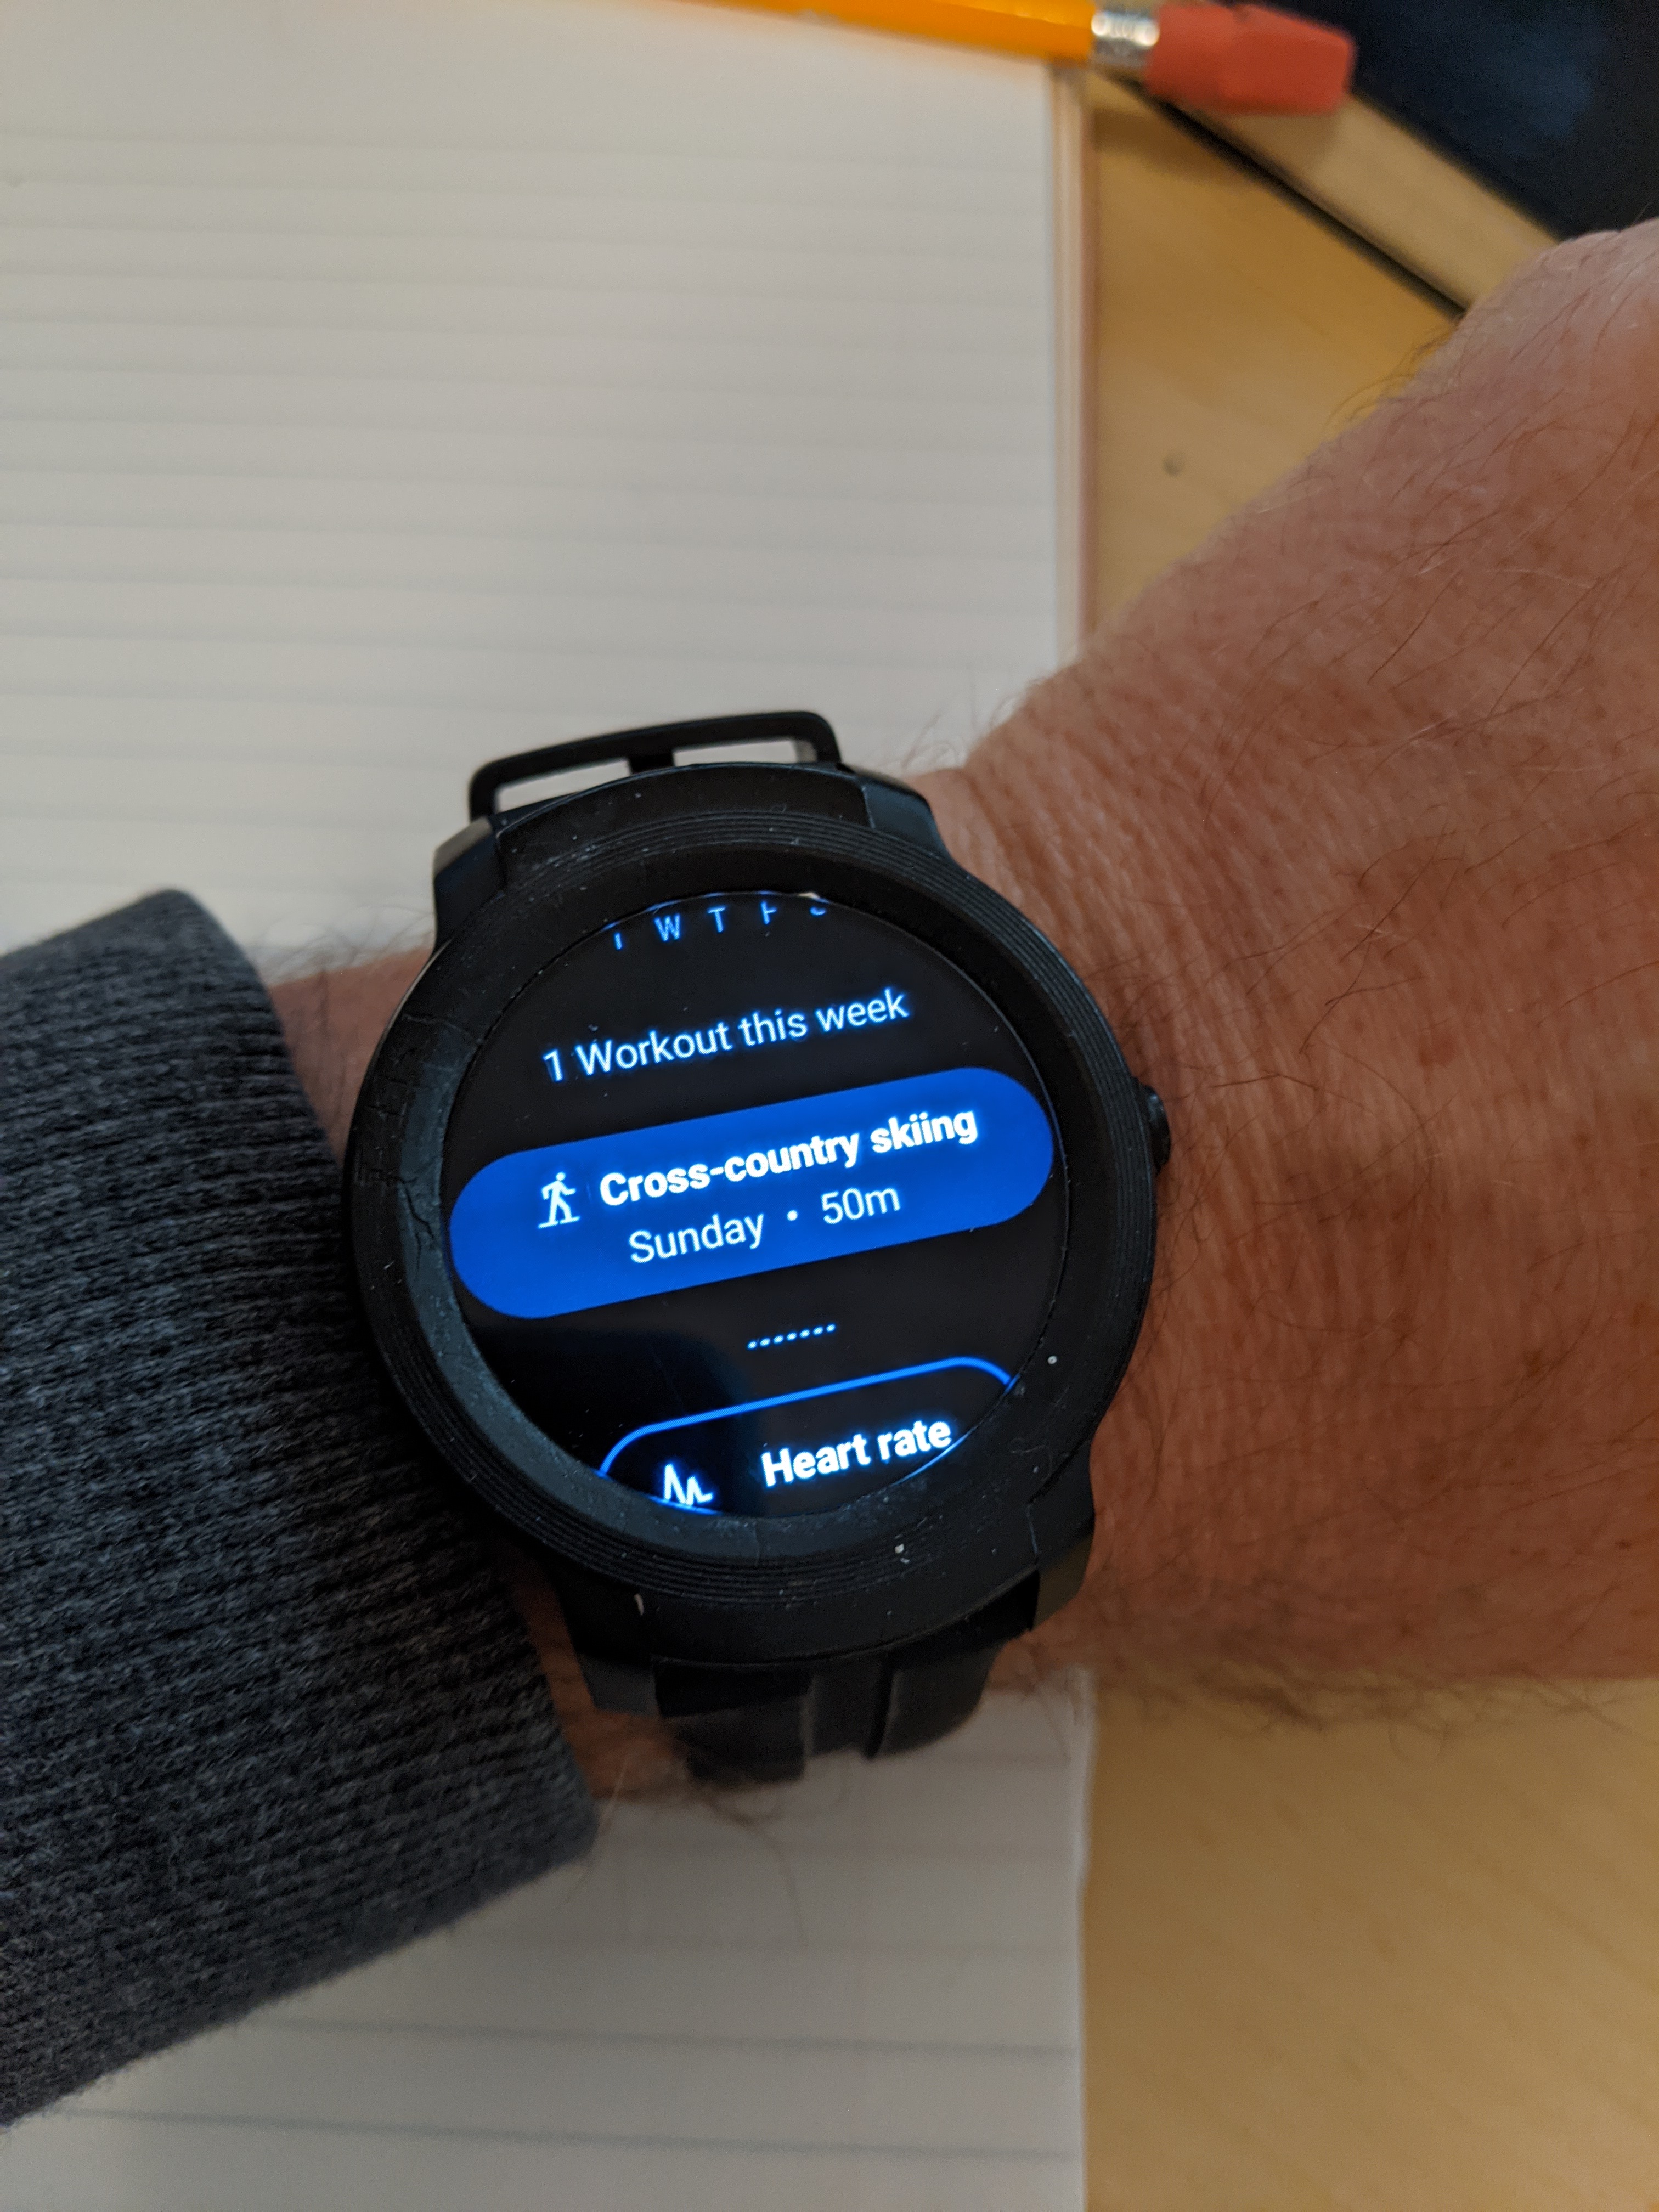 T W T F S
1 Workout this week
Cross-country skiing
Sunday • 50m
Heart rate